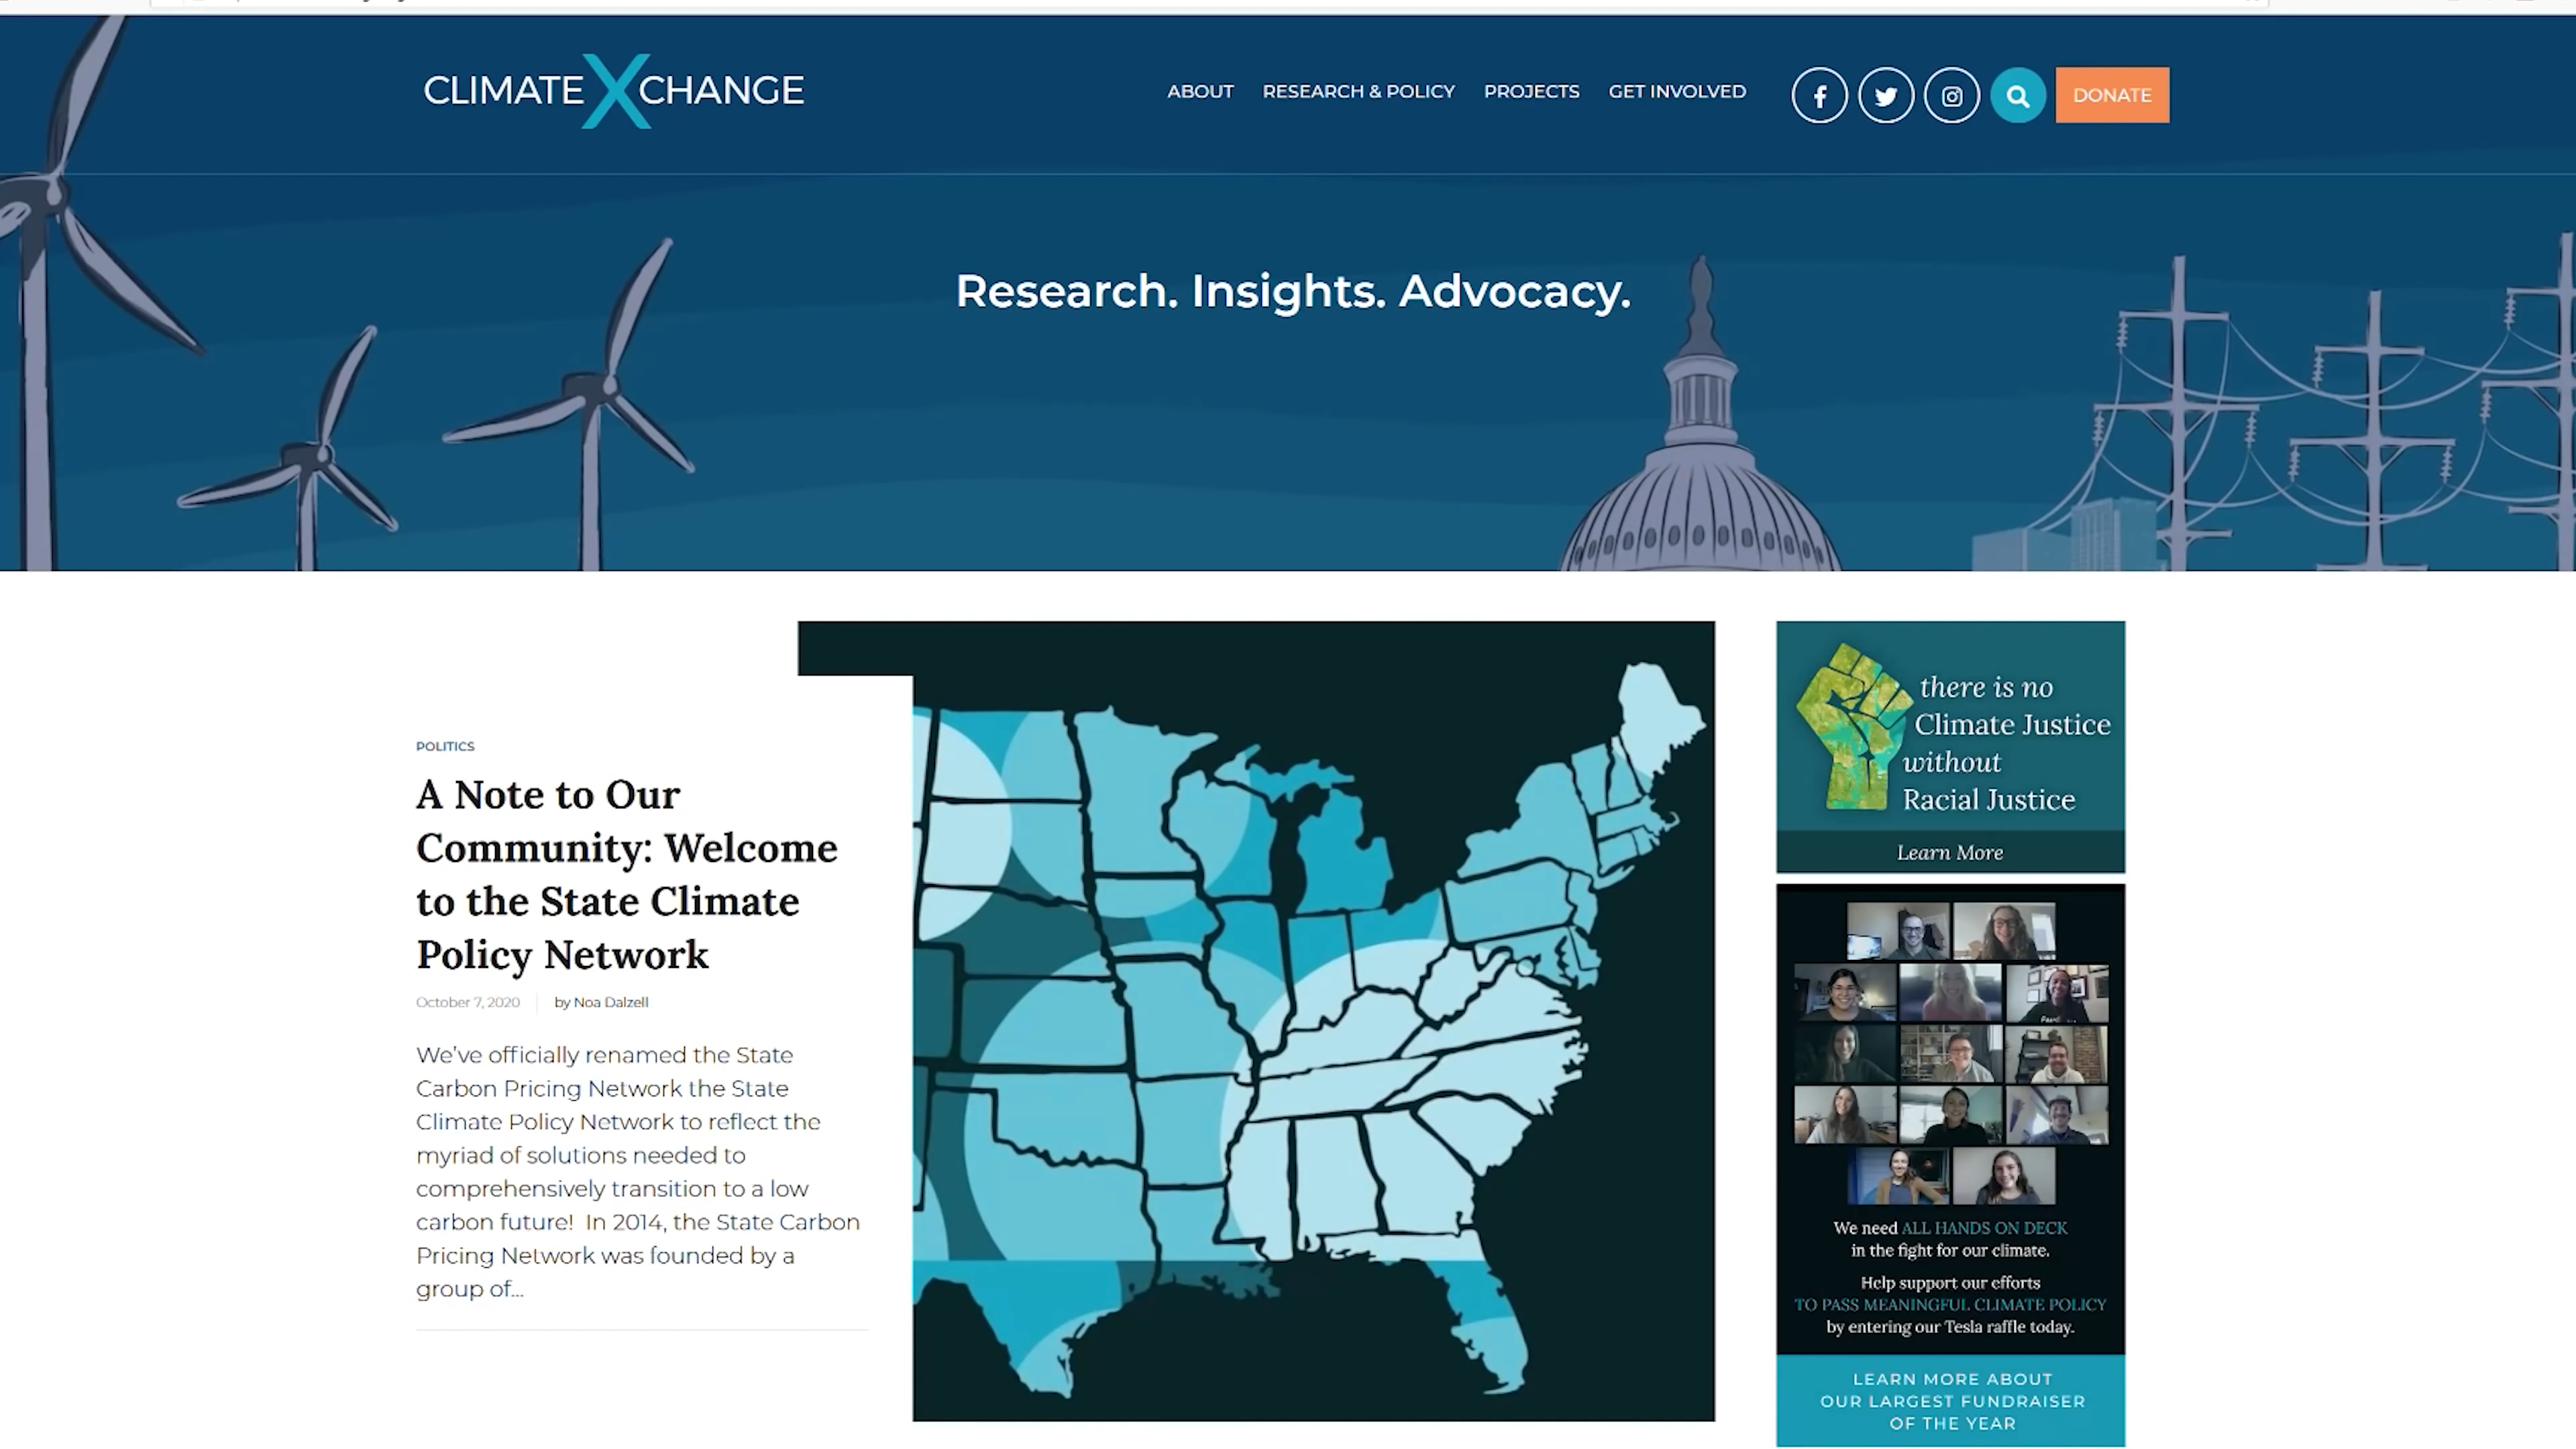 CLIMATE XCHANGE
ABOUT RESEARCH & POLICY PROJECTS GET INVOLVED DONATE
Research. Insights. Advocacy.
POLITICS
A Note to Our
Community: Welcome
to the State Climate
Policy Network
October 7, 2020 by Noa Dalzell
We've officially renamed the State
Carbon Pricing Network the State
Climate Policy Network to reflect the
myriad of solutions needed to
comprehensively transition to a low
carbon future! In 2014, the State Carbon
Pricing Network was founded by a
group of...
there is no
Climate Justice
without
Racial Justice
Learn More
We need ALL HANDS ON DECK
in the fight for our climate.
Help support our efforts
TO PASS MEANINGFUL CLIMATE POLICY
by entering our Tesla raffle today.
LEARN MORE ABOUT
OUR LARGEST FUNDRAISER
OF THE YEAR